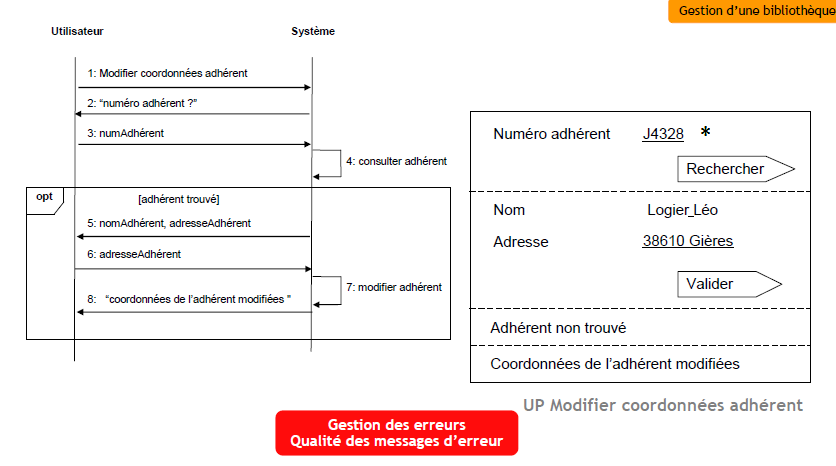 Gestion d'une bibliothèque
Utilisateur
Système
1: Modifier coordonnées adhérent
2: "numéro adhérent ?"
3: numAdhérent
4: consulter adhérent
opt
[adhérent trouvé]
5: nomAdhérent, adresseAdhérent
6: adresseAdhérent
7: modifier adhérent
8: "coordonnées de l'adhérent modifiées "
Numéro adhérent J4328 *
Rechercher
Nom Logier_Léo
Adresse 38610 Gières
Valider
Adhérent non trouvé
Coordonnées de l'adhérent modifiées
UP Modifier coordonnées adhérent
Gestion des erreurs
Qualité des messages d'erreur